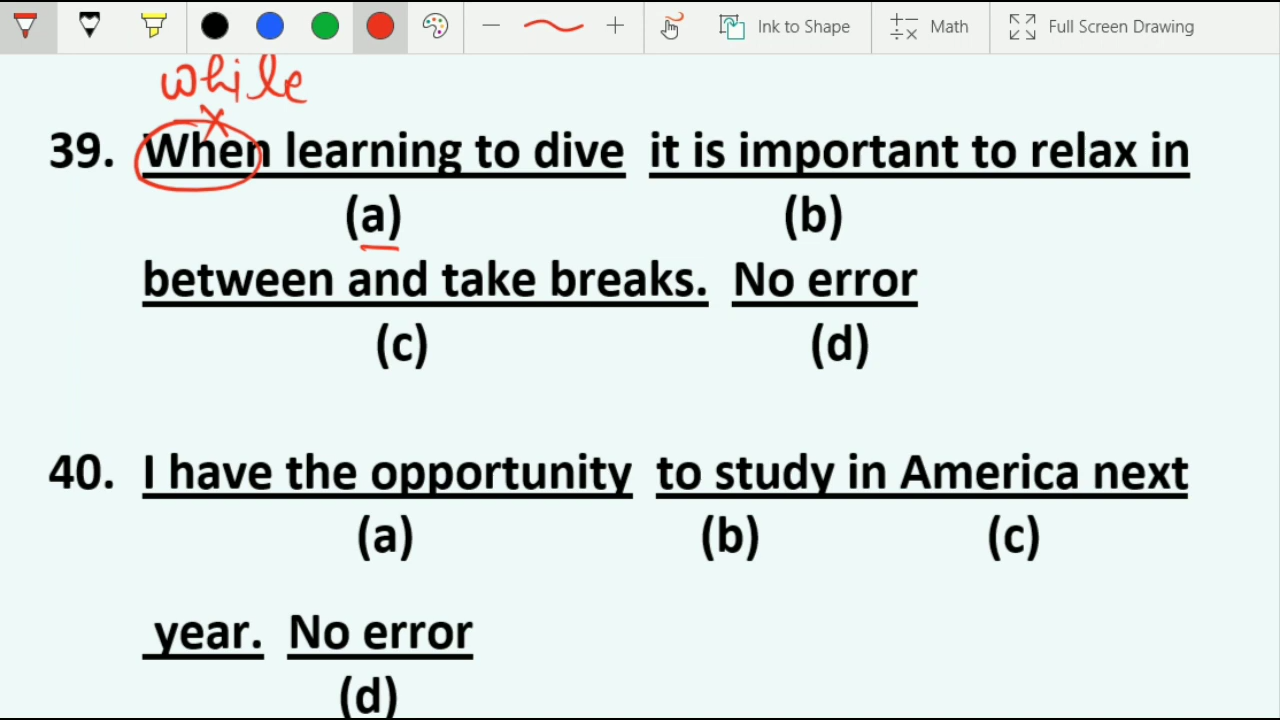 Ink to Shape Math Full Screen Drawing
while
39. When learning to dive it is important to relax in
(a) (b)
between and take breaks. No error
(c) (d)
40. I have the opportunity to study in America next
(a) (b) (c)
year. No error
(d)